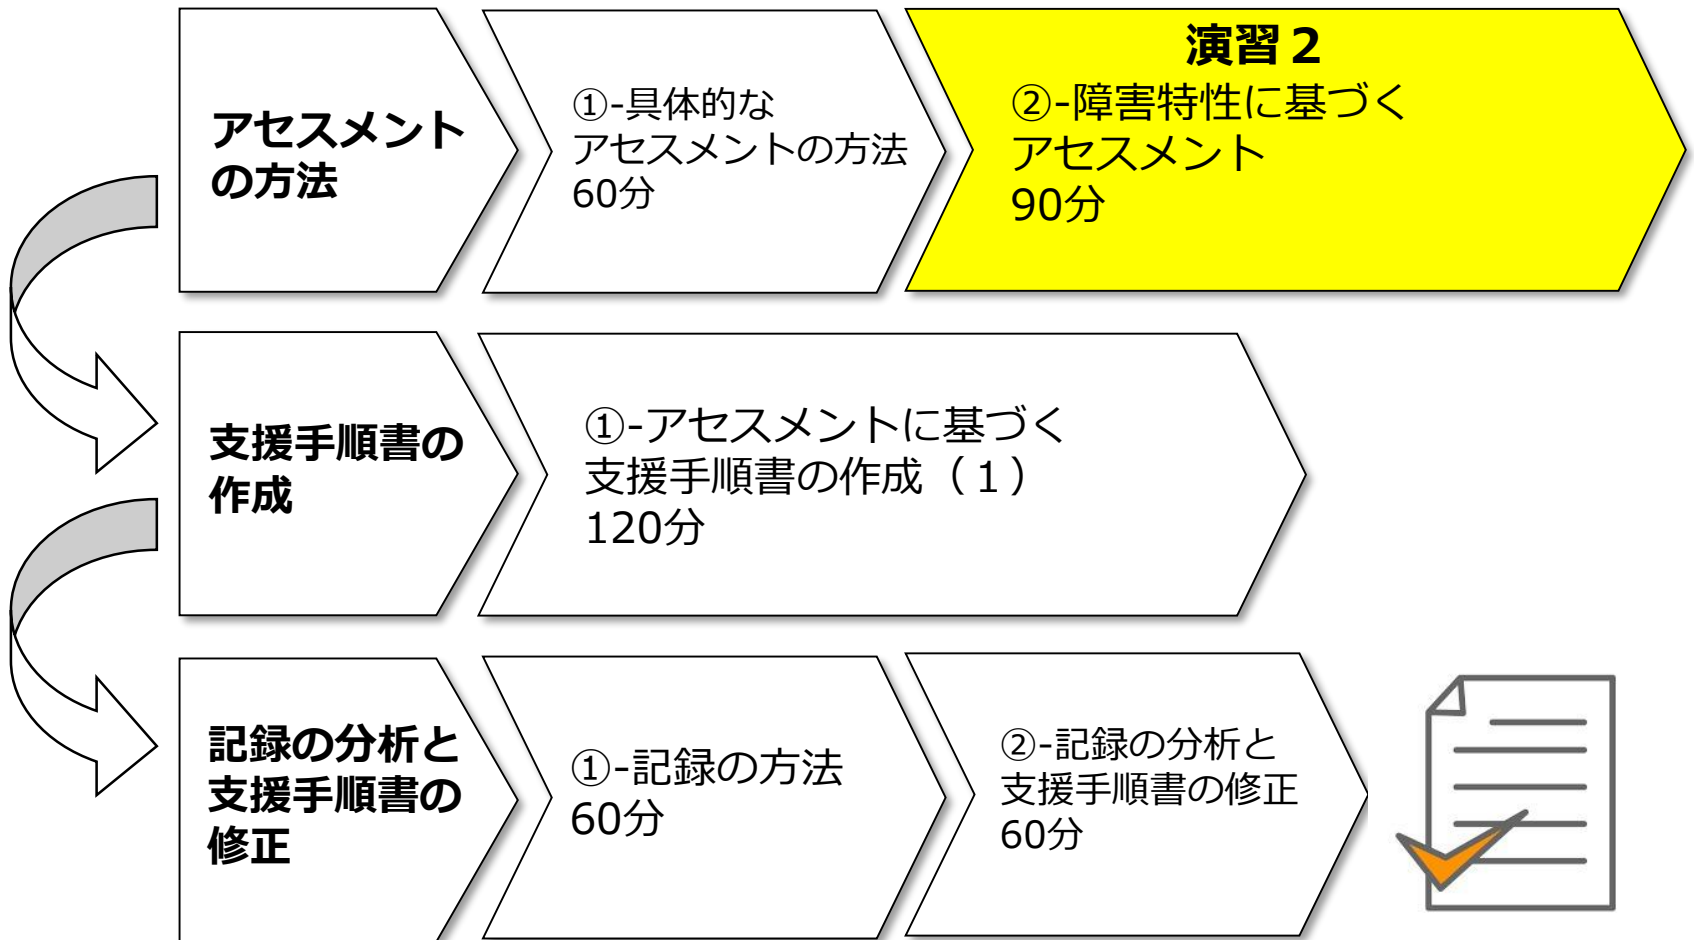 アセスメント
の方法
①-具体的な
アセスメントの方法
60分
演習２
②-障害特性に基づく
アセスメント
90分
支援手順書の
作成
①-アセスメントに基づく
支援手順書の作成（１）
120分
記録の分析と
支援手順書の
修正
①-記録の方法
60分
②-記録の分析と
支援手順書の修正
60分